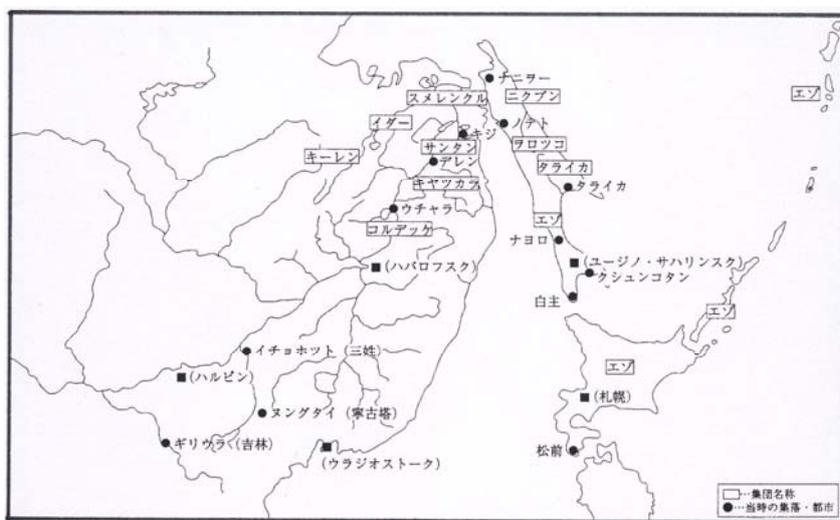 ナニヲー
エゾ
スメレンクル
ニクブン
イダー
ノテト
キジ
サンタン
ヲロツコ
キーレン
デレン
タライカ
キヤツカラ
タライカ
ウチャラ
エゾ
コルデッケ
ナヨロ
(ハバロフスク)
(ユージノ・サハリンスク)
クシュンコタン
白主
エゾ
イチョホット(三姓)
エゾ
(ハルビン)
(札幌)
ヌングタイ(寧古塔)
ギリウラ(吉林)
(ウラジオストーク)
松前
…集団名称
…当時の集落・都市